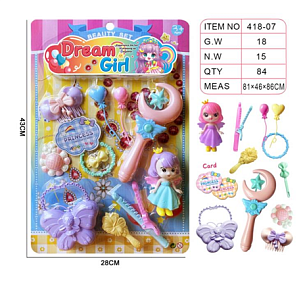 BEAUTY SET
Dream
Girl
PRINCESS
43CM
28CM
ITEM NO 418-07
G.W 18
N.W 15
QTY 84
MEAS 81*46*86CM
Card